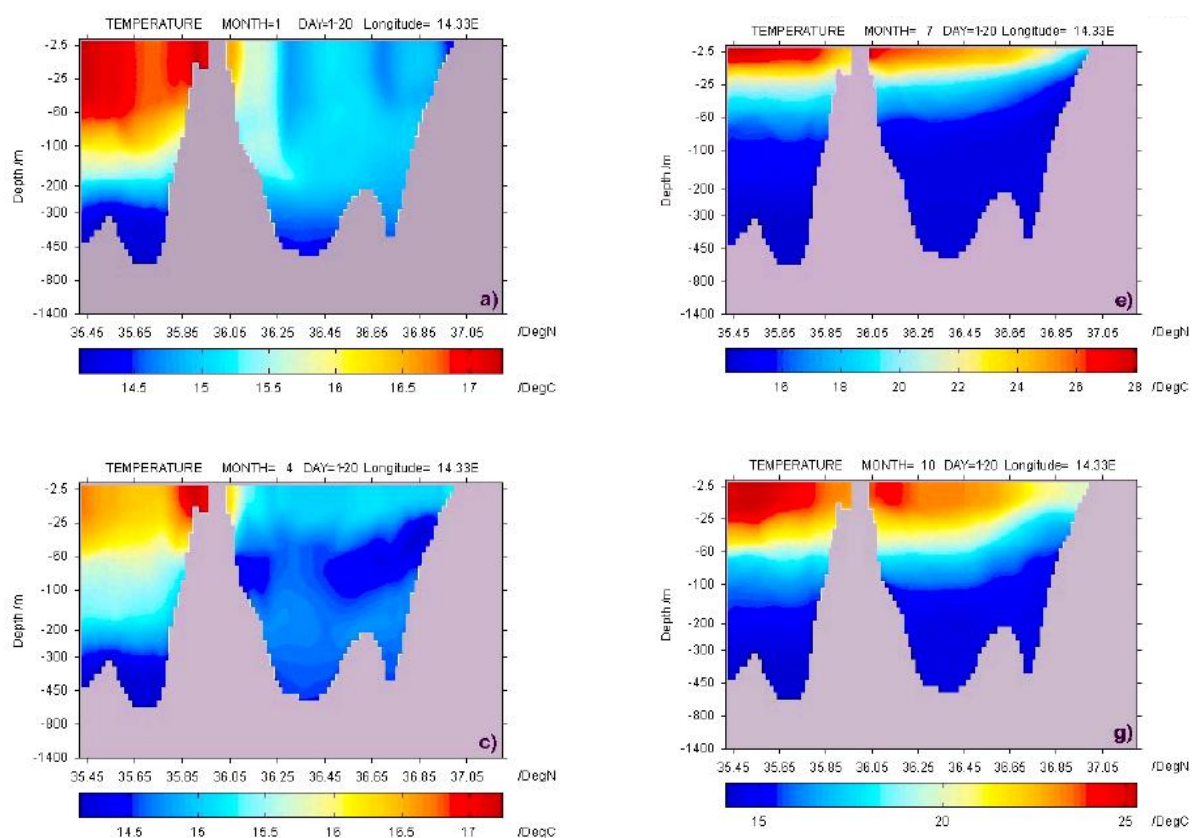 TEMPERATURE MONTH=1 DAY=1-20 Longitude= 14.33E
-2.5
-25
-60
-100
-200
-300
-450
-800
-1400
Depth /m
a)
35.45 35.65 35.85 36.05 36.25 36.45 36.65 36.85 37.05 /DegN
14.5 15 15.5 16 16.5 17 /DegC
TEMPERATURE MONTH= 7 DAY=1-20 Longitude= 14.33E
-2.5
-25
-60
-100
-200
-300
-450
-800
-1400
Depth /m
e)
35.45 35.65 35.85 36.05 36.25 36.45 36.65 36.85 37.05 /DegN
16 18 20 22 24 26 28 /DegC
TEMPERATURE MONTH= 4 DAY=1-20 Longitude= 14.33E
-2.5
-25
-60
-100
-200
-300
-450
-800
-1400
Depth /m
c)
35.45 35.65 35.85 36.05 36.25 36.45 36.65 36.85 37.05 /DegN
14.5 15 15.5 16 16.5 17 /DegC
TEMPERATURE MONTH= 10 DAY=1-20 Longitude= 14.33E
-2.5
-25
-60
-100
-200
-300
-450
-800
-1400
Depth /m
g)
35.45 35.65 35.85 36.05 36.25 36.45 36.65 36.85 37.05 /DegN
15 20 25 /DegC